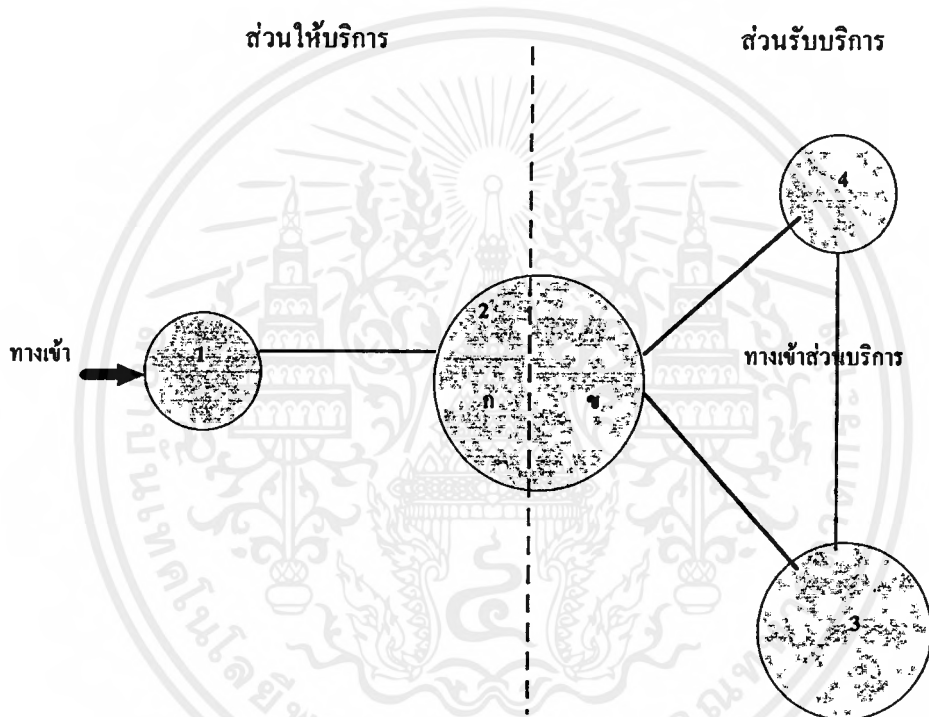 ส่วนให้บริการ
ส่วนรับบริการ
4
2
ทางเข้า
1
ทางเข้าส่วนบริการ
ก
ข
3